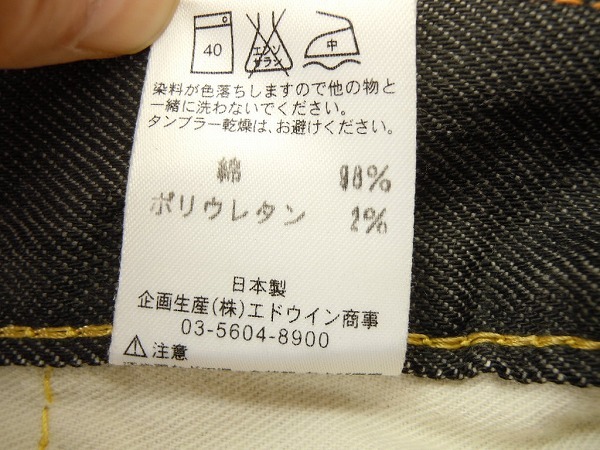 40
エンソ
サラシ
中
染料が色落ちしますので他の物と
一緒に洗わないでください。
タンブラー乾燥は、お避けください。
綿 98%
ポリウレタン 2%
日本製
企画生産(株)エドウイン商事
03-5604-8900
⚠注意